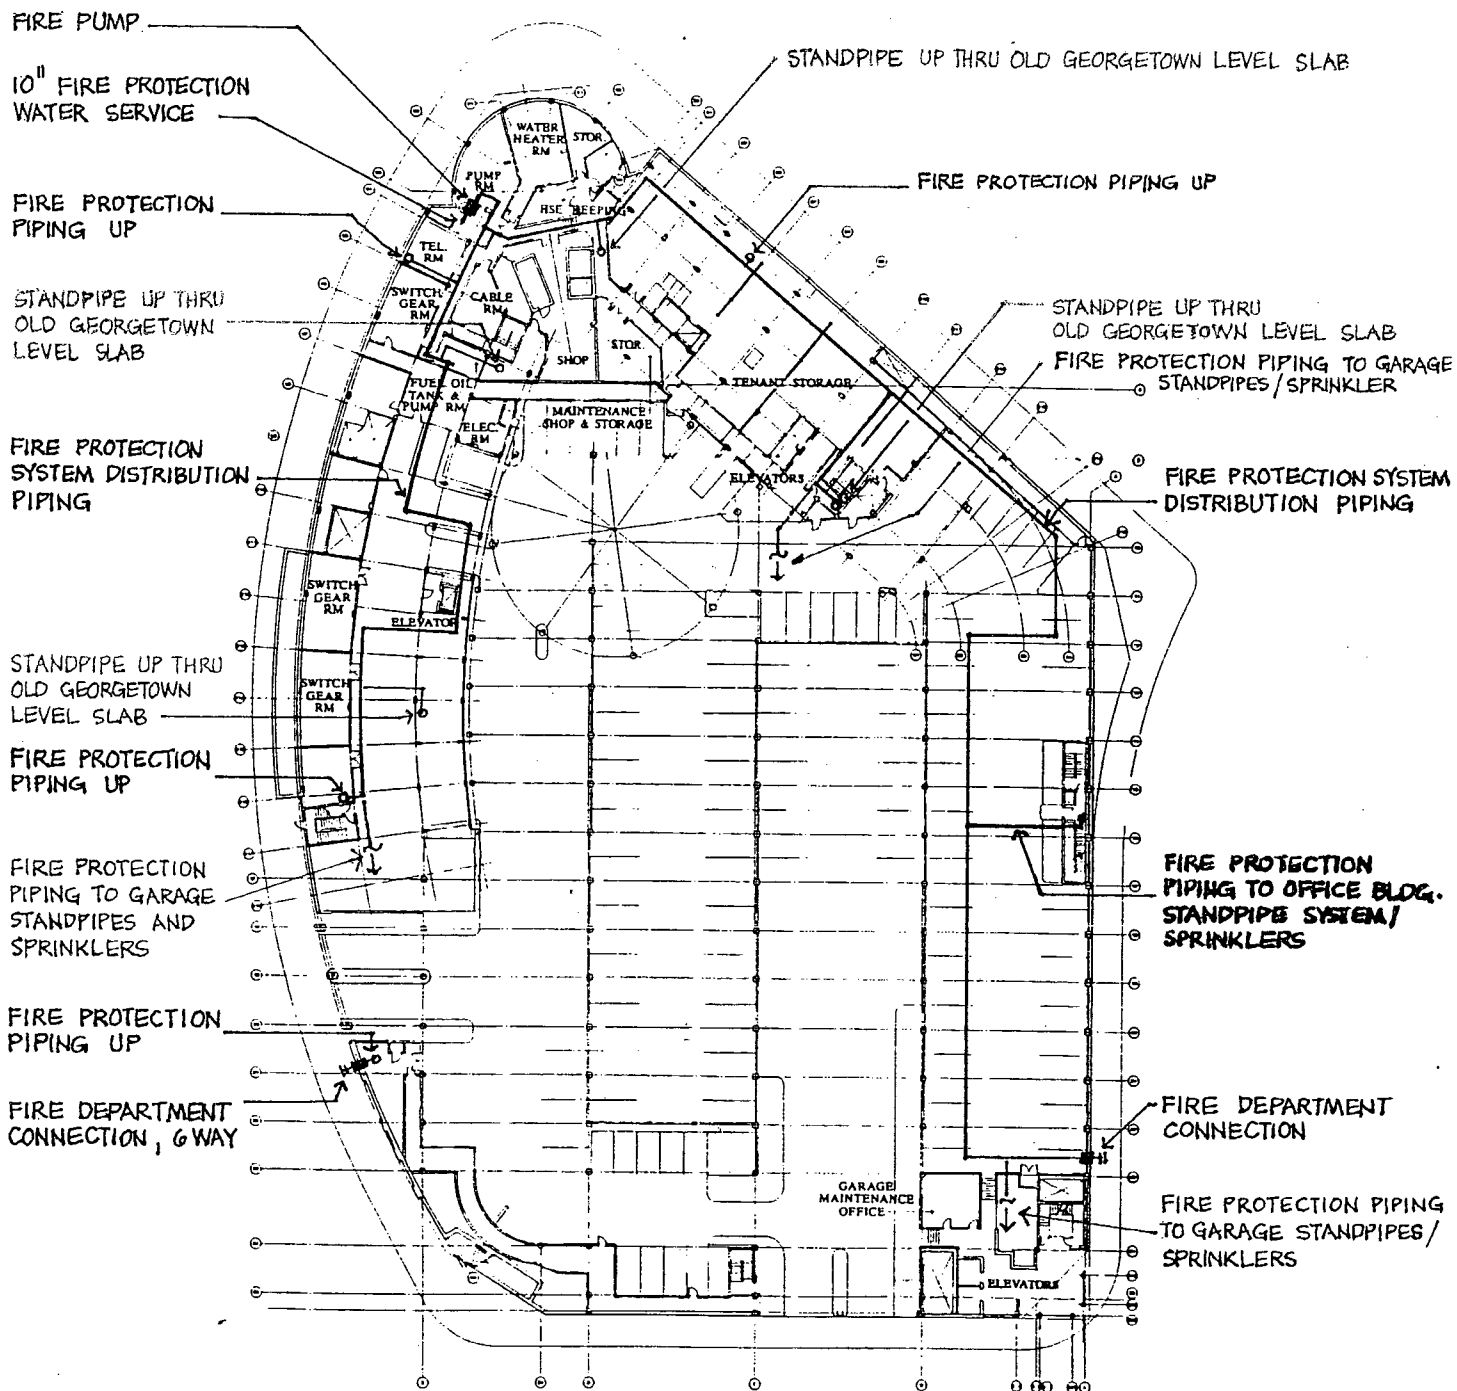 FIRE PUMP
10" FIRE PROTECTION
WATER SERVICE
FIRE PROTECTION
PIPING UP
STANDPIPE UP THRU
OLD GEORGETOWN
LEVEL SLAB
FIRE PROTECTION
SYSTEM DISTRIBUTION
PIPING
STANDPIPE UP THRU
OLD GEORGETOWN
LEVEL SLAB
FIRE PROTECTION
PIPING UP
FIRE PROTECTION
PIPING TO GARAGE
STANDPIPES AND
SPRINKLERS
FIRE PROTECTION
PIPING UP
FIRE DEPARTMENT
CONNECTION, 6 WAY
STANDPIPE UP THRU OLD GEORGETOWN LEVEL SLAB
FIRE PROTECTION PIPING UP
STANDPIPE UP THRU
OLD GEORGETOWN LEVEL SLAB
FIRE PROTECTION PIPING TO GARAGE
STANDPIPES/SPRINKLER
FIRE PROTECTION SYSTEM
DISTRIBUTION PIPING
FIRE PROTECTION
PIPING TO OFFICE BLDG.
STANDPIPE SYSTEM/
SPRINKLERS
FIRE DEPARTMENT
CONNECTION
FIRE PROTECTION PIPING
TO GARAGE STANDPIPES/
SPRINKLERS
WATER
HEATER
RM
STOR.
PUMP
RM
HSE KEEPING
TEL.
RM
SWITCH
GEAR
RM
CABLE
RM
SHOP
STOR.
TENANT STORAGE
FUEL OIL
TANK &
PUMP RM
MAINTENANCE
SHOP & STORAGE
ELEC.
RM
ELEVATORS
SWITCH
GEAR
RM
ELEVATOR
SWITCH
GEAR
RM
GARAGE
MAINTENANCE
OFFICE
ELEVATORS